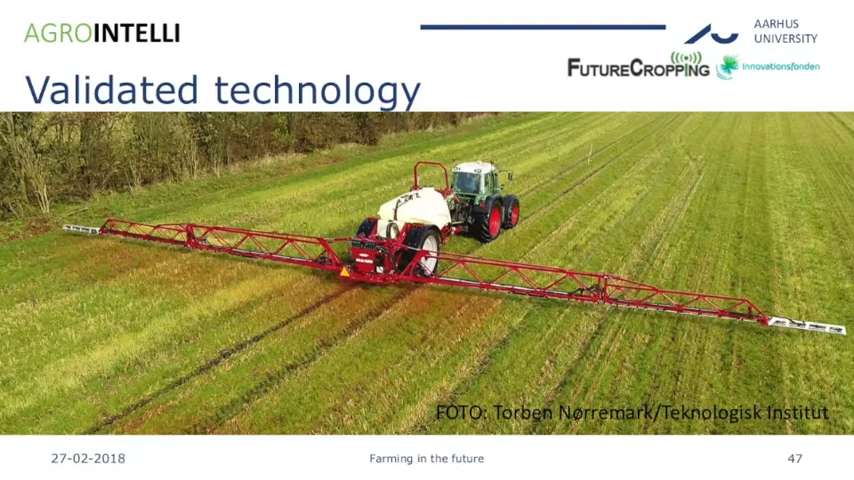 AGROINTELLI
AARHUS
UNIVERSITY
FUTURECROPPING
Innovationsfonden
Validated technology
FOTO: Torben Nørremark/Teknologisk Institut
27-02-2018
Farming in the future
47